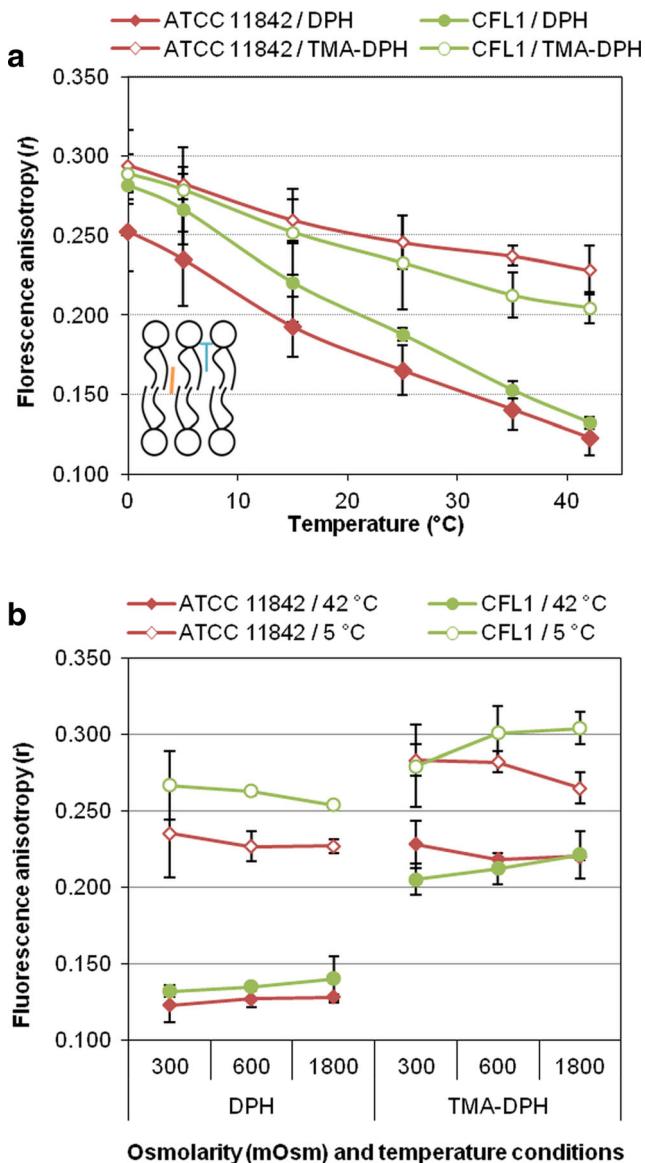 ATCC 11842 / DPH
CFL1 / DPH
ATCC 11842 / TMA-DPH
CFL1 / TMA-DPH
a
0.350
0.300
0.250
0.200
0.150
0.100
Florescence anisotropy (r)
0 10 20 30 40
Temperature (°C)
ATCC 11842 / 42 °C
CFL1 / 42 °C
ATCC 11842 / 5 °C
CFL1 / 5 °C
b
0.350
0.300
0.250
0.200
0.150
0.100
Fluorescence anisotropy (r)
300 600 1800 300 600 1800
DPH TMA-DPH
Osmolarity (mOsm) and temperature conditions